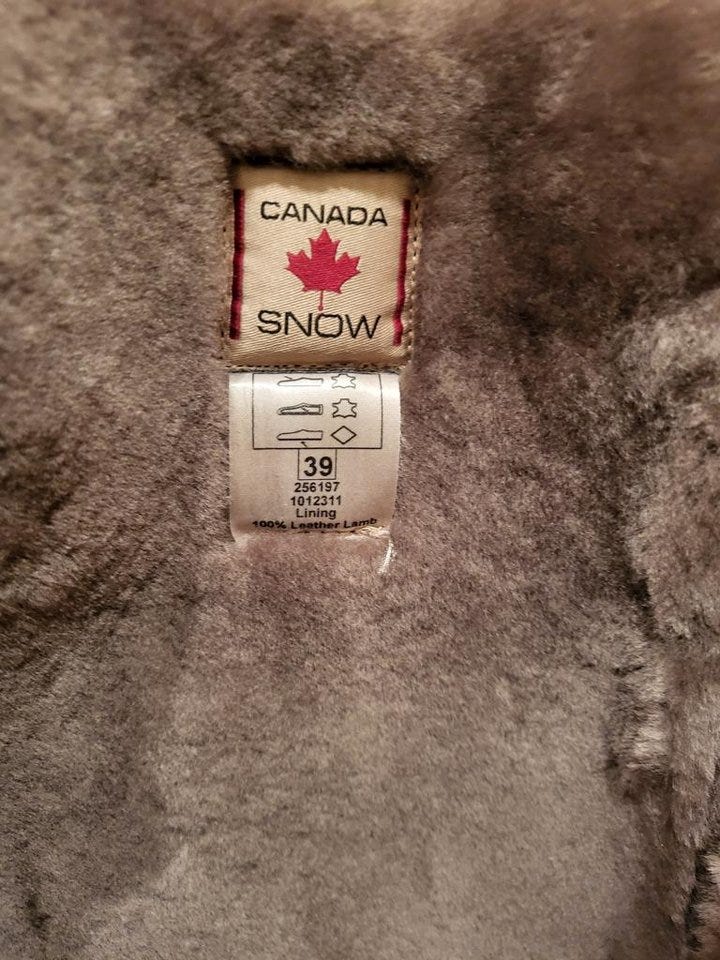 CANADA
SNOW
39
256197
1012311
Lining
100% Leather Lamb